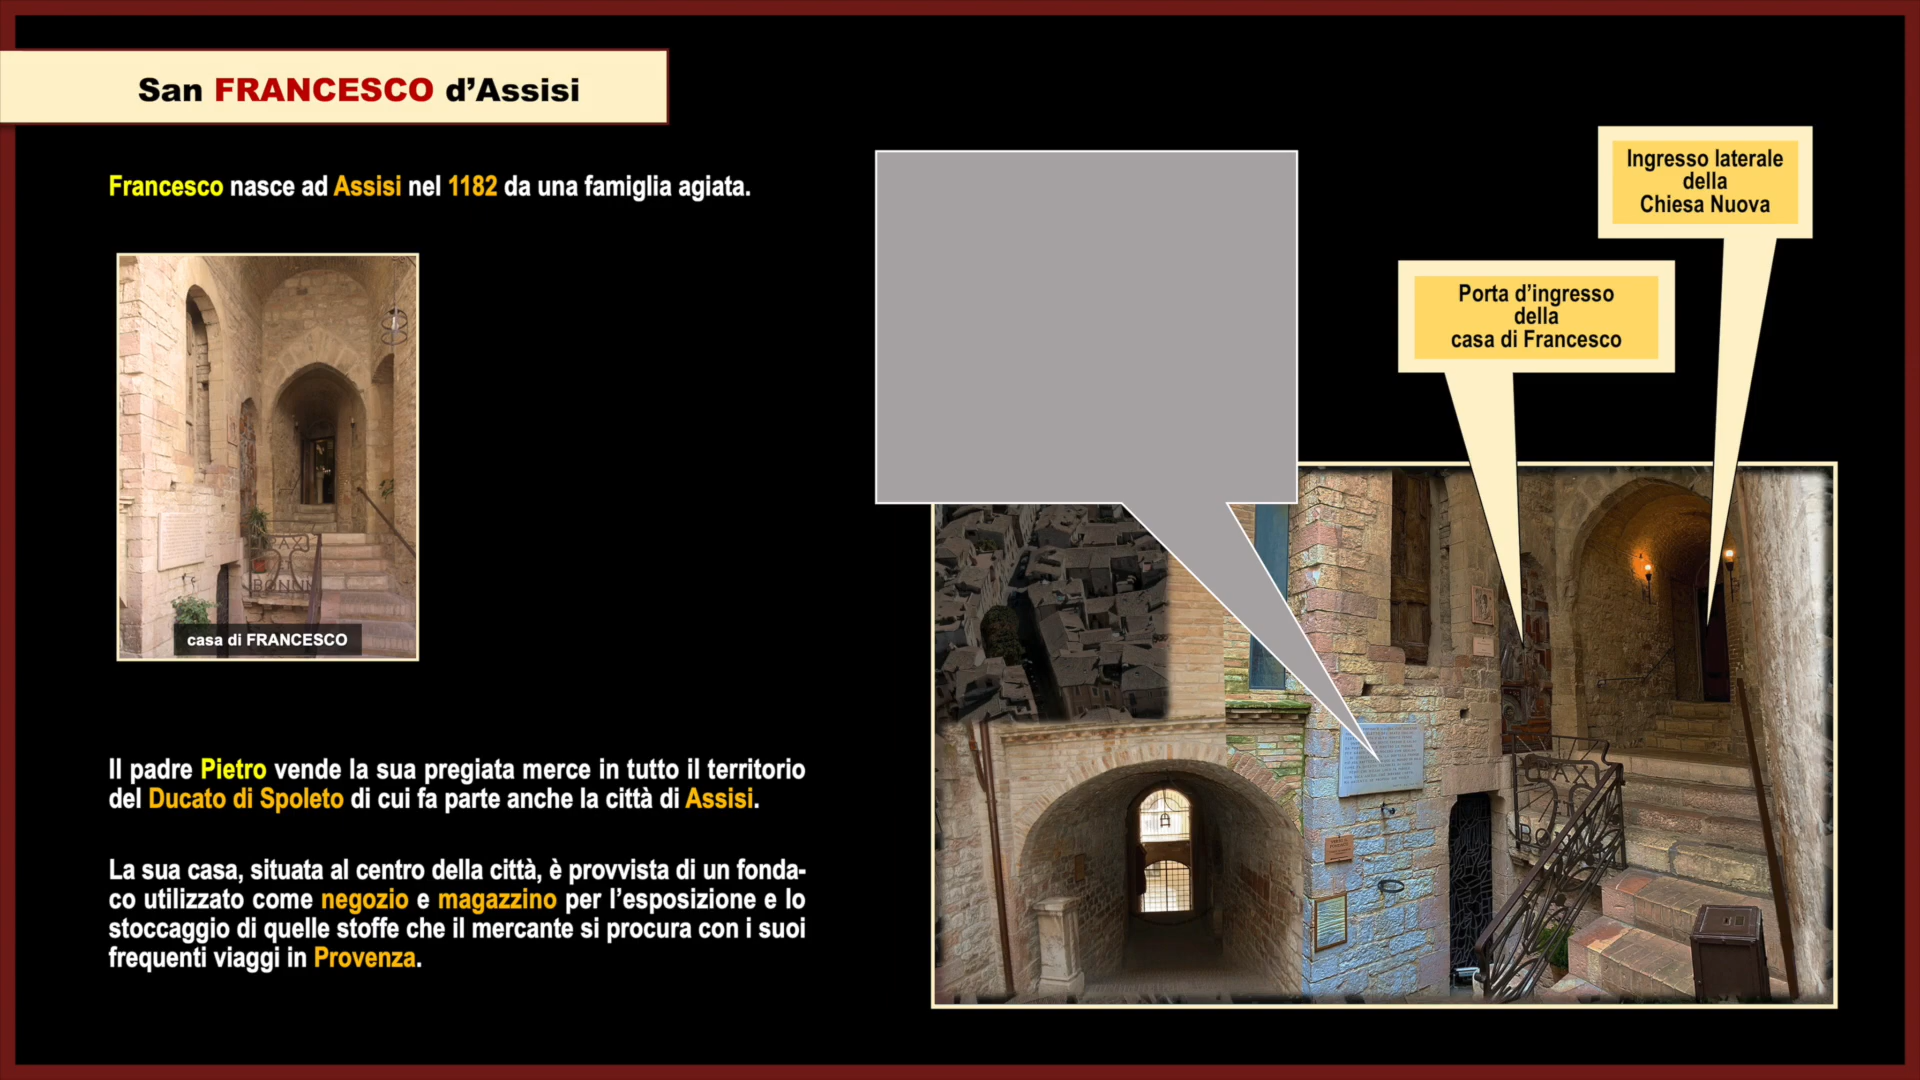 San FRANCESCO d’Assisi
Francesco nasce ad Assisi nel 1182 da una famiglia agiata.
casa di FRANCESCO
Il padre Pietro vende la sua pregiata merce in tutto il territorio
del Ducato di Spoleto di cui fa parte anche la città di Assisi.
La sua casa, situata al centro della città, è provvista di un fonda-
co utilizzato come negozio e magazzino per l’esposizione e lo
stoccaggio di quelle stoffe che il mercante si procura con i suoi
frequenti viaggi in Provenza.
Ingresso laterale
della
Chiesa Nuova
Porta d’ingresso
della
casa di Francesco
PAX
BONUM